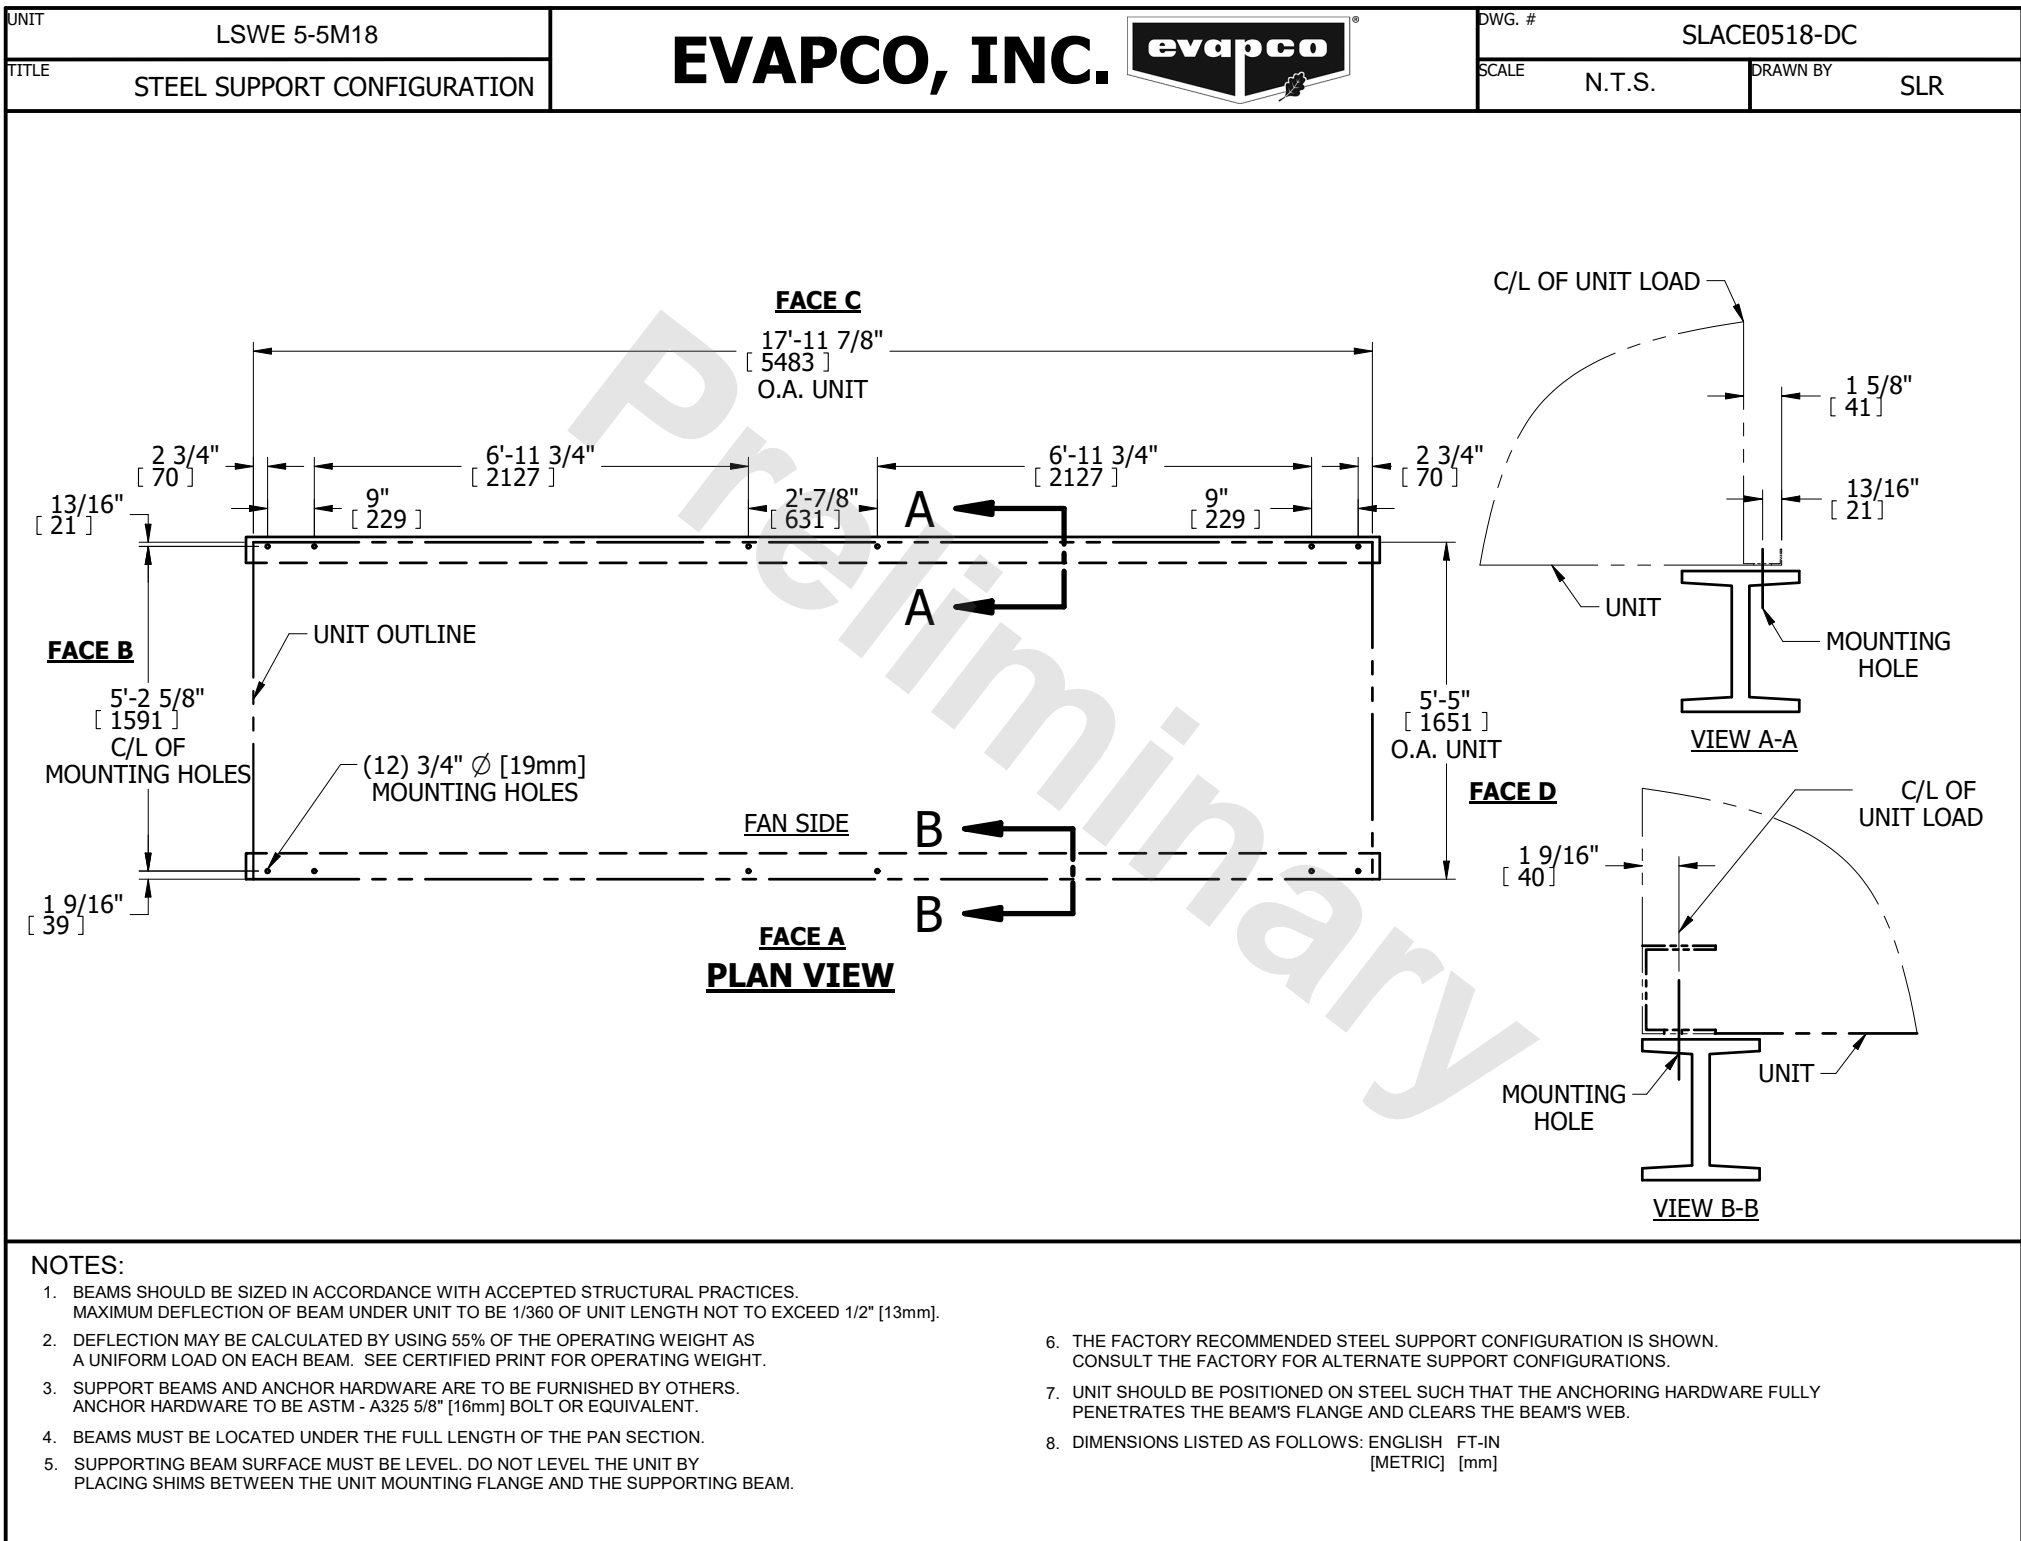 UNIT
LSWE 5-5M18
TITLE
STEEL SUPPORT CONFIGURATION
EVAPCO, INC.
evapco
®
DWG. #
SLACE0518-DC
SCALE
N.T.S.
DRAWN BY
SLR
FACE C
17'-11 7/8"
[ 5483 ]
O.A. UNIT
2 3/4"
[ 70 ]
6'-11 3/4"
[ 2127 ]
6'-11 3/4"
[ 2127 ]
2 3/4"
[ 70 ]
13/16"
[ 21 ]
9"
[ 229 ]
2'-7/8"
[ 631 ]
A
9"
[ 229 ]
A
FACE B
UNIT OUTLINE
5'-2 5/8"
[ 1591 ]
C/L OF
MOUNTING HOLES
(12) 3/4" ∅ [19mm]
MOUNTING HOLES
5'-5"
[ 1651 ]
O.A. UNIT
FACE D
FAN SIDE
B
B
1 9/16"
[ 39 ]
FACE A
PLAN VIEW
Preliminary
C/L OF UNIT LOAD
1 5/8"
[ 41 ]
13/16"
[ 21 ]
UNIT
MOUNTING
HOLE
VIEW A-A
C/L OF
UNIT LOAD
1 9/16"
[ 40 ]
UNIT
MOUNTING
HOLE
VIEW B-B
NOTES:
1. BEAMS SHOULD BE SIZED IN ACCORDANCE WITH ACCEPTED STRUCTURAL PRACTICES.
MAXIMUM DEFLECTION OF BEAM UNDER UNIT TO BE 1/360 OF UNIT LENGTH NOT TO EXCEED 1/2" [13mm].
2. DEFLECTION MAY BE CALCULATED BY USING 55% OF THE OPERATING WEIGHT AS
A UNIFORM LOAD ON EACH BEAM. SEE CERTIFIED PRINT FOR OPERATING WEIGHT.
3. SUPPORT BEAMS AND ANCHOR HARDWARE ARE TO BE FURNISHED BY OTHERS.
ANCHOR HARDWARE TO BE ASTM - A325 5/8" [16mm] BOLT OR EQUIVALENT.
4. BEAMS MUST BE LOCATED UNDER THE FULL LENGTH OF THE PAN SECTION.
5. SUPPORTING BEAM SURFACE MUST BE LEVEL. DO NOT LEVEL THE UNIT BY
PLACING SHIMS BETWEEN THE UNIT MOUNTING FLANGE AND THE SUPPORTING BEAM.
6. THE FACTORY RECOMMENDED STEEL SUPPORT CONFIGURATION IS SHOWN.
CONSULT THE FACTORY FOR ALTERNATE SUPPORT CONFIGURATIONS.
7. UNIT SHOULD BE POSITIONED ON STEEL SUCH THAT THE ANCHORING HARDWARE FULLY
PENETRATES THE BEAM'S FLANGE AND CLEARS THE BEAM'S WEB.
8. DIMENSIONS LISTED AS FOLLOWS: ENGLISH FT-IN
[METRIC] [mm]